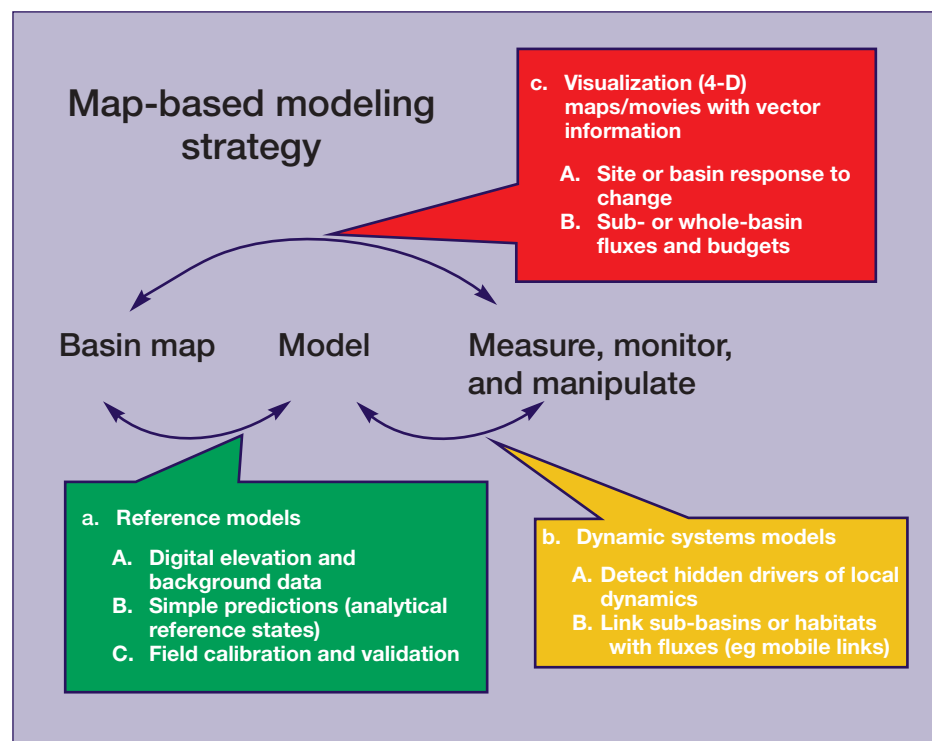 Map-based modeling
strategy
c. Visualization (4-D)
maps/movies with vector
information
A. Site or basin response to
change
B. Sub- or whole-basin
fluxes and budgets
Basin map
Model
Measure, monitor,
and manipulate
a. Reference models
A. Digital elevation and
background data
B. Simple predictions (analytical
reference states)
C. Field calibration and validation
b. Dynamic systems models
A. Detect hidden drivers of local
dynamics
B. Link sub-basins or habitats
with fluxes (eg mobile links)